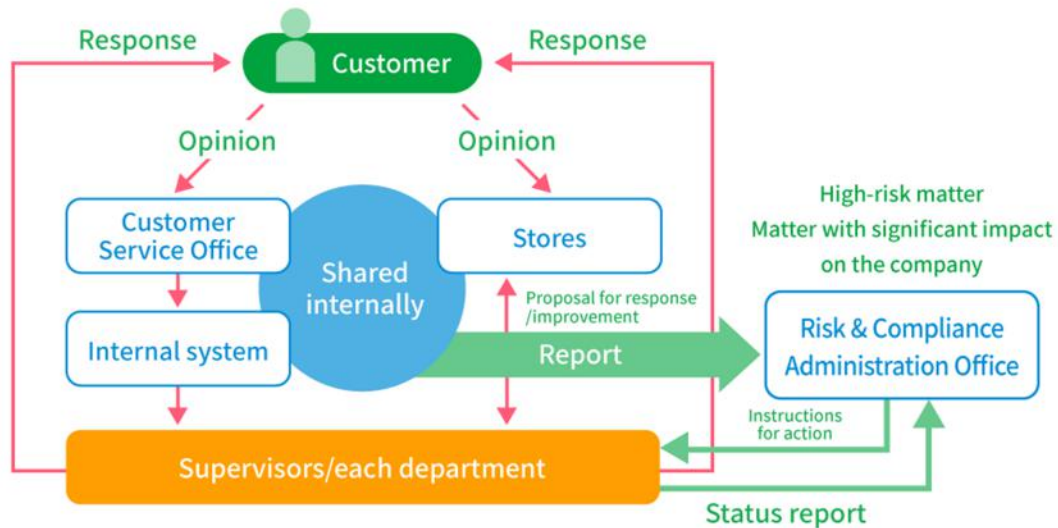 Response
Response
Customer
Opinion
Opinion
Customer
Service Office
Stores
Shared
internally
High-risk matter
Matter with significant impact
on the company
Proposal for response
/improvement
Internal system
Report
Risk & Compliance
Administration Office
Instructions
for action
Supervisors/each department
Status report